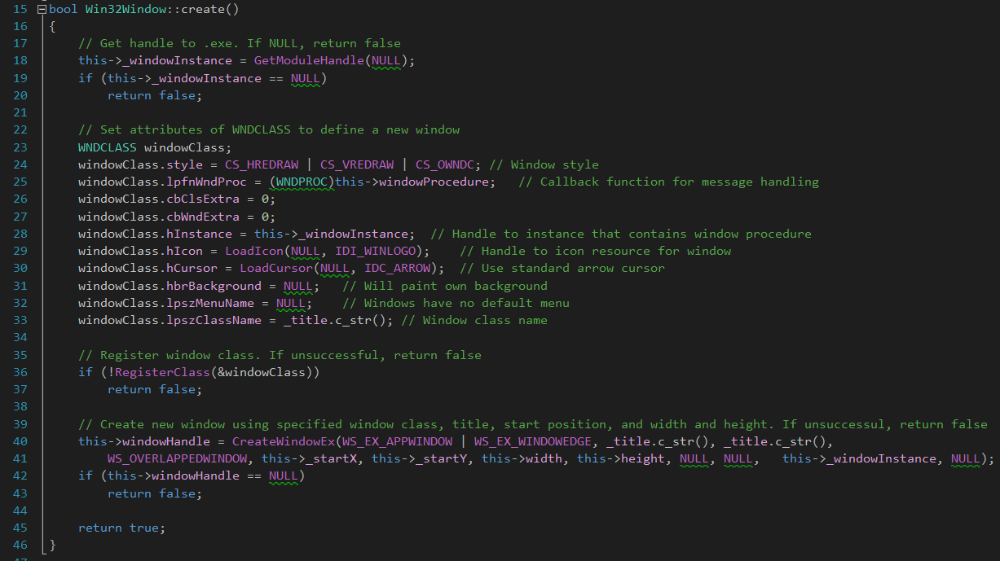 15 bool Win32Window::create()
16 {
17 // Get handle to .exe. If NULL, return false
18 this->_windowInstance = GetModuleHandle(NULL);
19 if (this->_windowInstance == NULL)
20 return false;
21
22 // Set attributes of WNDCLASS to define a new window
23 WNDCLASS windowClass;
24 windowClass.style = CS_HREDRAW | CS_VREDRAW | CS_OWNDC; // Window style
25 windowClass.lpfnWndProc = (WNDPROC)this->windowProcedure; // Callback function for message handling
26 windowClass.cbClsExtra = 0;
27 windowClass.cbWndExtra = 0;
28 windowClass.hInstance = this->_windowInstance; // Handle to instance that contains window procedure
29 windowClass.hIcon = LoadIcon(NULL, IDI_WINLOGO); // Handle to icon resource for window
30 windowClass.hCursor = LoadCursor(NULL, IDC_ARROW); // Use standard arrow cursor
31 windowClass.hbrBackground = NULL; // Will paint own background
32 windowClass.lpszMenuName = NULL; // Windows have no default menu
33 windowClass.lpszClassName = _title.c_str(); // Window class name
34
35 // Register window class. If unsuccessful, return false
36 if (!RegisterClass(&windowClass))
37 return false;
38
39 // Create new window using specified window class, title, start position, and width and height. If unsuccessul, return false
40 this->windowHandle = CreateWindowEx(WS_EX_APPWINDOW | WS_EX_WINDOWEDGE, _title.c_str(), _title.c_str(),
41 WS_OVERLAPPEDWINDOW, this->_startX, this->_startY, this->width, this->height, NULL, NULL, this->_windowInstance, NULL);
42 if (this->windowHandle == NULL)
43 return false;
44
45 return true;
46 }